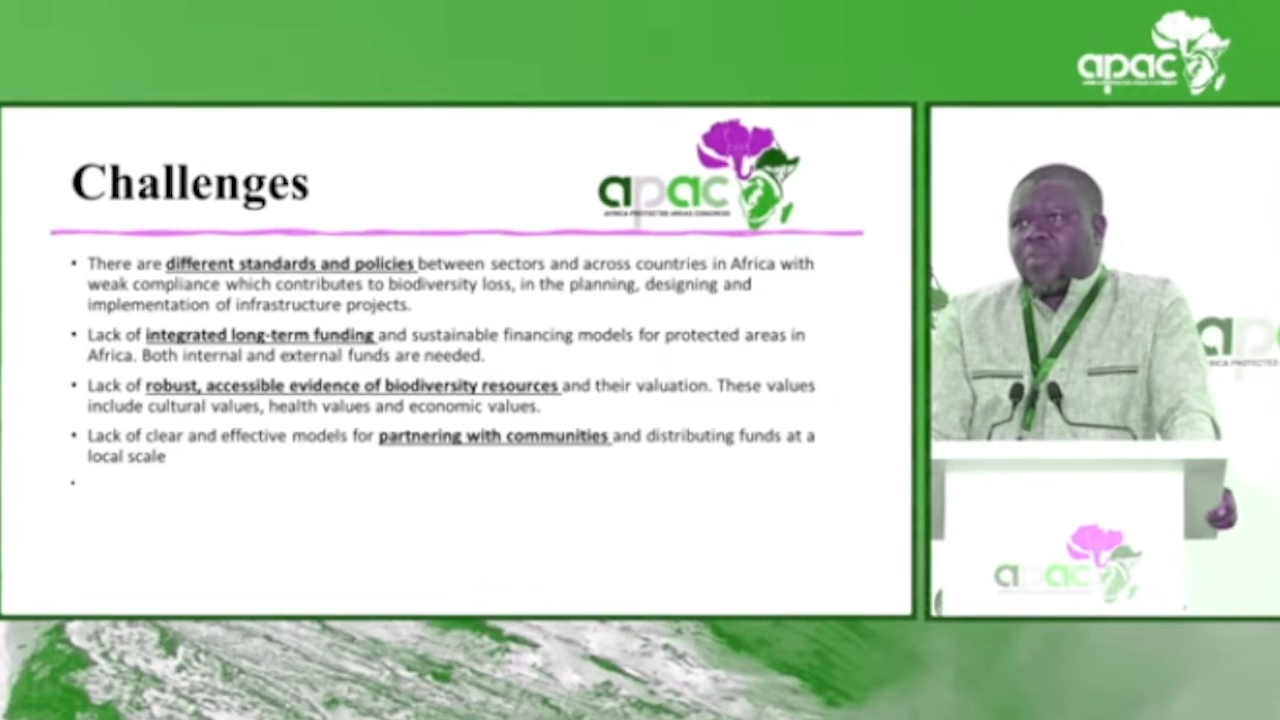 apac
Challenges
apac
AFRICA PROTECTED AREAS CONGRESS
• There are different standards and policies between sectors and across countries in Africa with
weak compliance which contributes to biodiversity loss, in the planning, designing and
implementation of infrastructure projects.
• Lack of integrated long-term funding and sustainable financing models for protected areas in
Africa. Both internal and external funds are needed.
• Lack of robust, accessible evidence of biodiversity resources and their valuation. These values
include cultural values, health values and economic values.
• Lack of clear and effective models for partnering with communities and distributing funds at a
local scale
•
apac